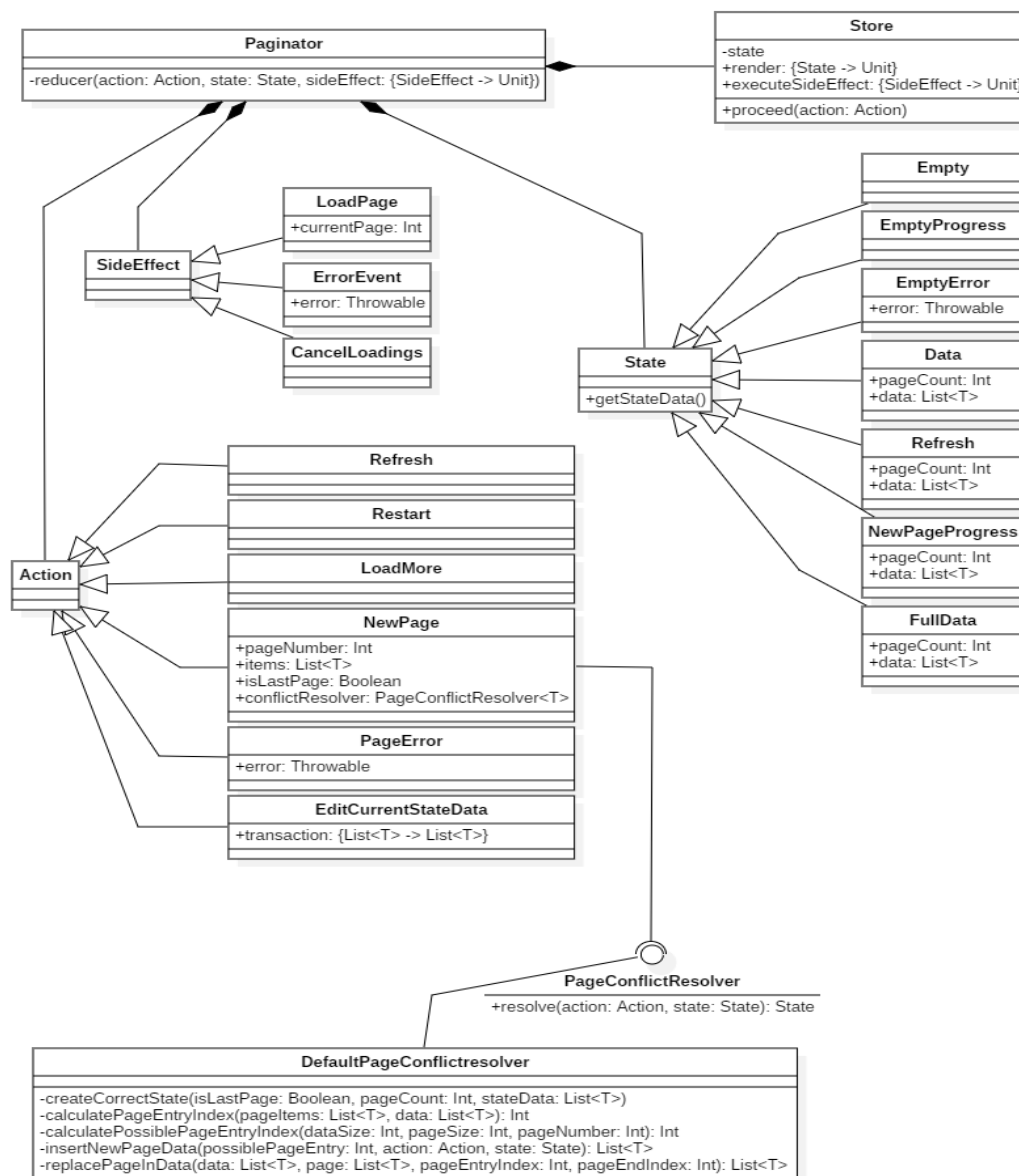 Paginator
-reducer(action: Action, state: State, sideEffect: {SideEffect -> Unit})
Store
-state
+render: {State -> Unit}
+executeSideEffect: {SideEffect -> Unit}
+proceed(action: Action)
SideEffect
LoadPage
+currentPage: Int
ErrorEvent
+error: Throwable
CancelLoadings
State
+getStateData()
Empty
EmptyProgress
EmptyError
+error: Throwable
Data
+pageCount: Int
+data: List<T>
Refresh
+pageCount: Int
+data: List<T>
NewPageProgress
+pageCount: Int
+data: List<T>
FullData
+pageCount: Int
+data: List<T>
Action
Refresh
Restart
LoadMore
NewPage
+pageNumber: Int
+items: List<T>
+isLastPage: Boolean
+conflictResolver: PageConflictResolver<T>
PageError
+error: Throwable
EditCurrentStateData
+transaction: {List<T> -> List<T>}
PageConflictResolver
+resolve(action: Action, state: State): State
DefaultPageConflictresolver
-createCorrectState(isLastPage: Boolean, pageCount: Int, stateData: List<T>)
-calculatePageEntryIndex(pageItems: List<T>, data: List<T>): Int
-calculatePossiblePageEntryIndex(dataSize: Int, pageSize: Int, pageNumber: Int): Int
-insertNewPageData(possiblePageEntry: Int, action: Action, state: State): List<T>
-replacePageInData(data: List<T>, page: List<T>, pageEntryIndex: Int, pageEndIndex: Int): List<T>